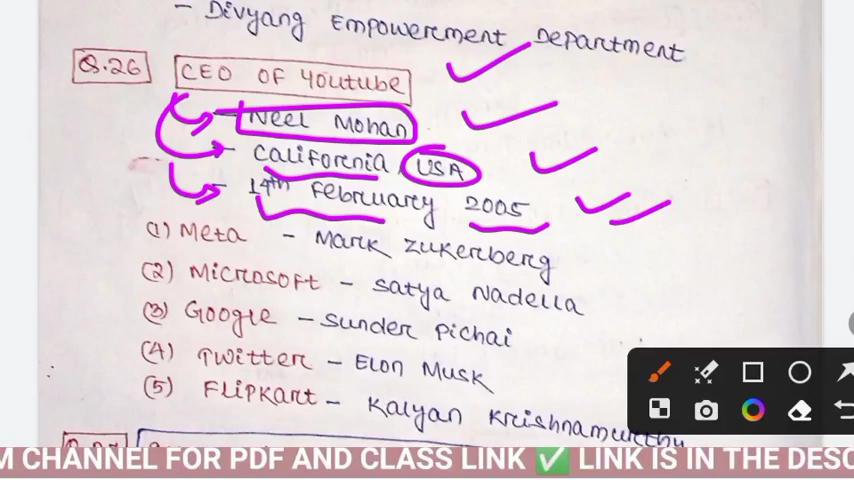 - Divyang Empowerment Department
Q.26 CEO OF Youtube
- Neel Mohan
- Califorenia, USA
- 14th February 2005
(1) Meta - Mark Zukerberg
(2) Microsoft - Satya Nadella
(3) Google - Sunder Pichai
(4) Twitter - Elon Musk
(5) Flipkart - Kalyan Krishnamurthy
M CHANNEL FOR PDF AND CLASS LINK ✅ LINK IS IN THE DESC